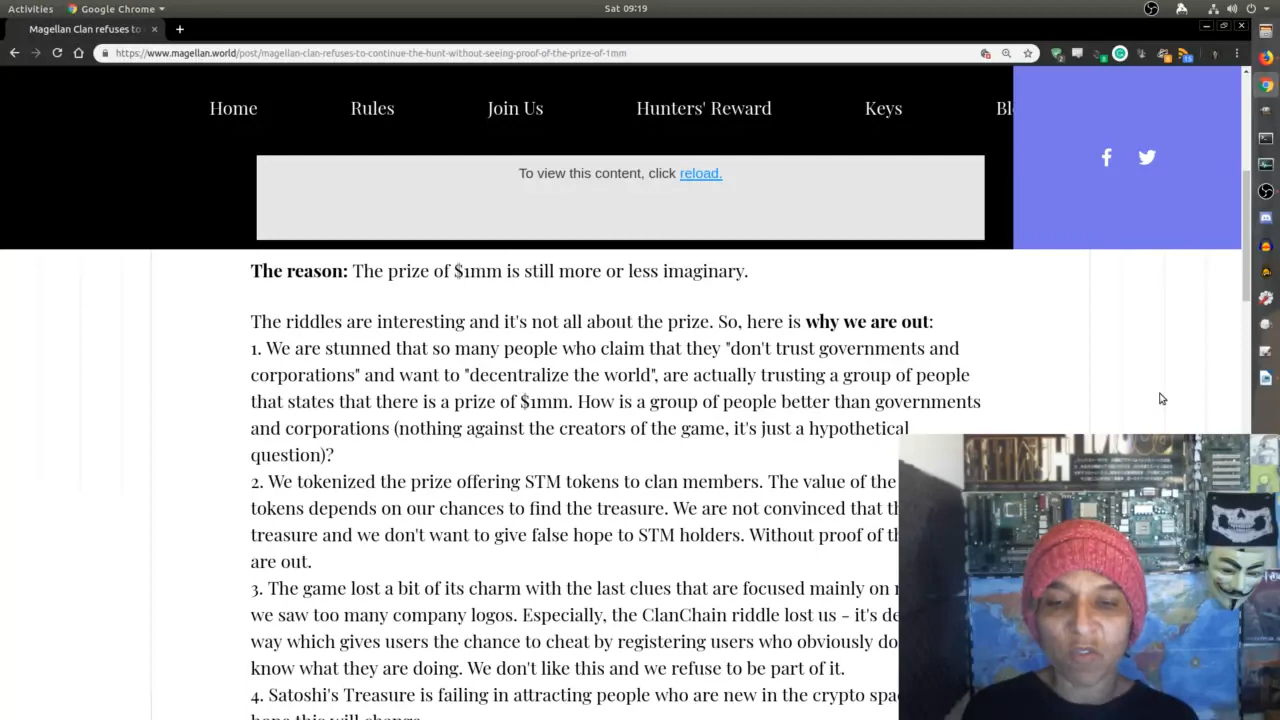 Activities Google Chrome Sat 09:19
Magellan Clan refuses to
https://www.magellan.world/post/magellan-clan-refuses-to-continue-the-hunt-without-seeing-proof-of-the-prize-of-1mm
Home Rules Join Us Hunters' Reward Keys Bl
To view this content, click reload.
The reason: The prize of $1mm is still more or less imaginary.
The riddles are interesting and it's not all about the prize. So, here is why we are out:
1. We are stunned that so many people who claim that they "don't trust governments and
corporations" and want to "decentralize the world", are actually trusting a group of people
that states that there is a prize of $1mm. How is a group of people better than governments
and corporations (nothing against the creators of the game, it's just a hypothetical
question)?
2. We tokenized the prize offering STM tokens to clan members. The value of the
tokens depends on our chances to find the treasure. We are not convinced that th
treasure and we don't want to give false hope to STM holders. Without proof of th
are out.
3. The game lost a bit of its charm with the last clues that are focused mainly on
we saw too many company logos. Especially, the ClanChain riddle lost us - it's de
way which gives users the chance to cheat by registering users who obviously do
know what they are doing. We don't like this and we refuse to be part of it.
4. Satoshi's Treasure is failing in attracting people who are new in the crypto spa
hope this will change.